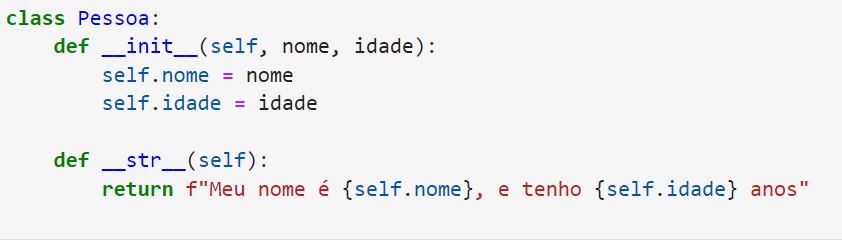 class Pessoa:
    def __init__(self, nome, idade):
        self.nome = nome
        self.idade = idade
    def __str__(self):
        return f"Meu nome é {self.nome}, e tenho {self.idade} anos"